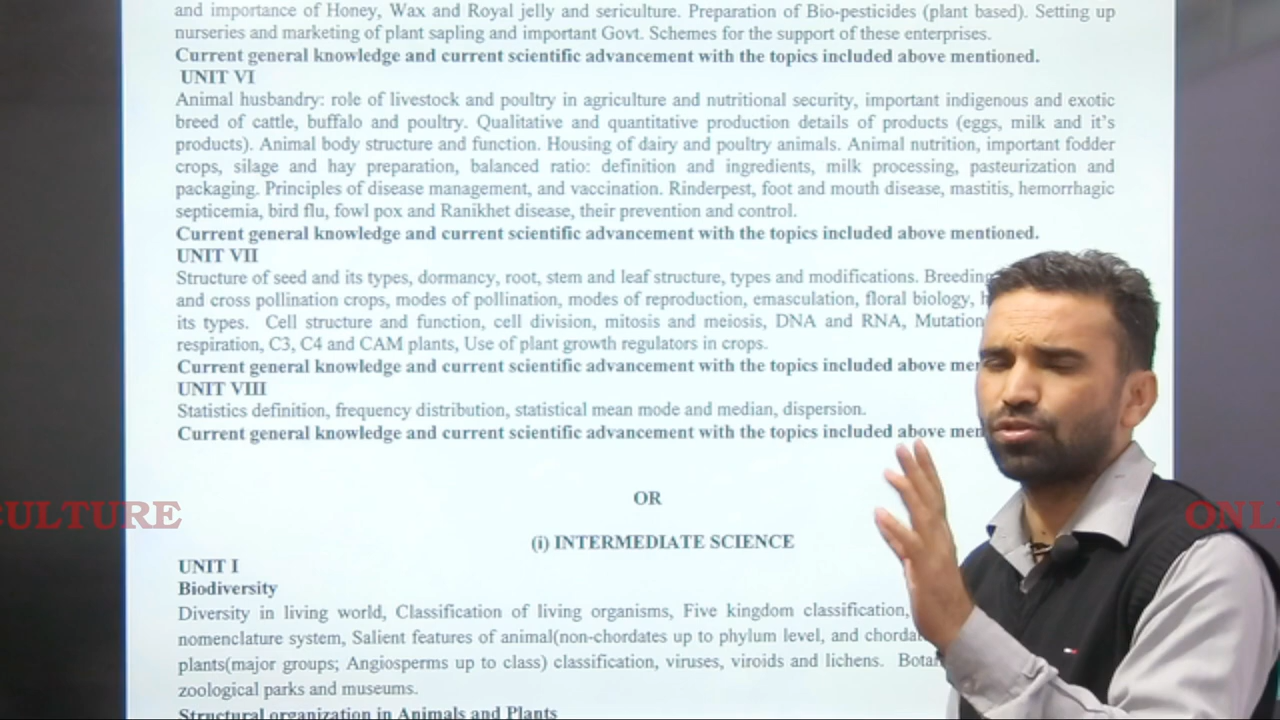 and importance of Honey, Wax and Royal jelly and sericulture. Preparation of Bio-pesticides (plant based). Setting up
nurseries and marketing of plant sapling and important Govt. Schemes for the support of these enterprises.
Current general knowledge and current scientific advancement with the topics included above mentioned.
UNIT VI
Animal husbandry: role of livestock and poultry in agriculture and nutritional security, important indigenous and exotic
breed of cattle, buffalo and poultry. Qualitative and quantitative production details of products (eggs, milk and it's
products). Animal body structure and function. Housing of dairy and poultry animals. Animal nutrition, important fodder
crops, silage and hay preparation, balanced ratio: definition and ingredients, milk processing, pasteurization and
packaging. Principles of disease management, and vaccination. Rinderpest, foot and mouth disease, mastitis, hemorrhagic
septicemia, bird flu, fowl pox and Ranikhet disease, their prevention and control.
Current general knowledge and current scientific advancement with the topics included above mentioned.
UNIT VII
Structure of seed and its types, dormancy, root, stem and leaf structure, types and modifications. Breeding
and cross pollination crops, modes of pollination, modes of reproduction, emasculation, floral biology,
its types. Cell structure and function, cell division, mitosis and meiosis, DNA and RNA, Mutation
respiration, C3, C4 and CAM plants, Use of plant growth regulators in crops.
Current general knowledge and current scientific advancement with the topics included above
UNIT VIII
Statistics definition, frequency distribution, statistical mean mode and median, dispersion.
Current general knowledge and current scientific advancement with the topics included above
OR
CULTURE
(i) INTERMEDIATE SCIENCE
UNIT I
Biodiversity
Diversity in living world, Classification of living organisms, Five kingdom classification,
nomenclature system, Salient features of animal(non-chordates up to phylum level, and
plants(major groups; Angiosperms up to class) classification, viruses, viroids and lichens.
zoological parks and museums.
Structural organization in Animals and Plants